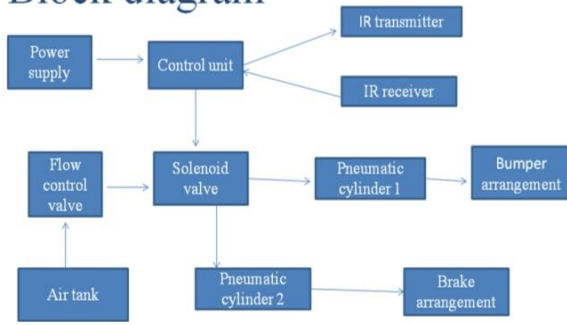 Block diagram
IR transmitter
Power
supply
Control unit
IR receiver
Flow
control
valve
Solenoid
valve
Pneumatic
cylinder 1
Bumper
arrangement
Air tank
Pneumatic
cylinder 2
Brake
arrangement